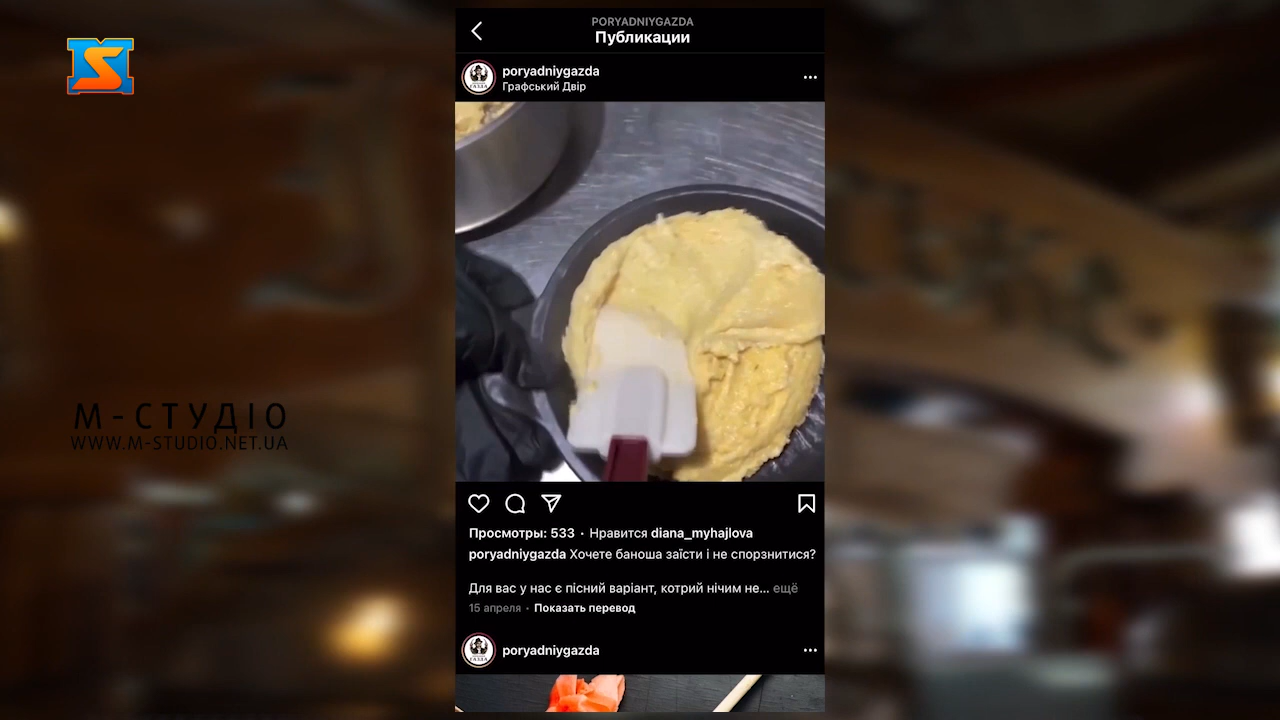 PORYADNIYGAZDA
Публикации
poryadniygazda
Графський Двір
М-СТУДІО
WWW.M-STUDIO.NET.UA
Просмотры: 533 · Нравится diana_myhajlova
poryadniygazda Хочете баноша заїсти і не спорзнитися?
Для вас у нас є пісний варіант, котрий нічим не... ещё
15 апреля · Показать перевод
poryadniygazda